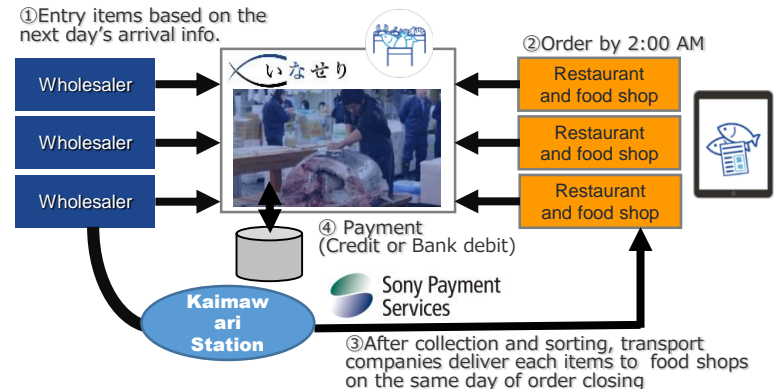 ①Entry items based on the
next day's arrival info.
②Order by 2:00 AM
いなせり
Wholesaler
Restaurant
and food shop
Wholesaler
Restaurant
and food shop
Wholesaler
Restaurant
and food shop
④ Payment
(Credit or Bank debit)
Kaimaw
ari
Station
Sony Payment
Services
③After collection and sorting, transport
companies deliver each items to  food shops
on the same day of order closing